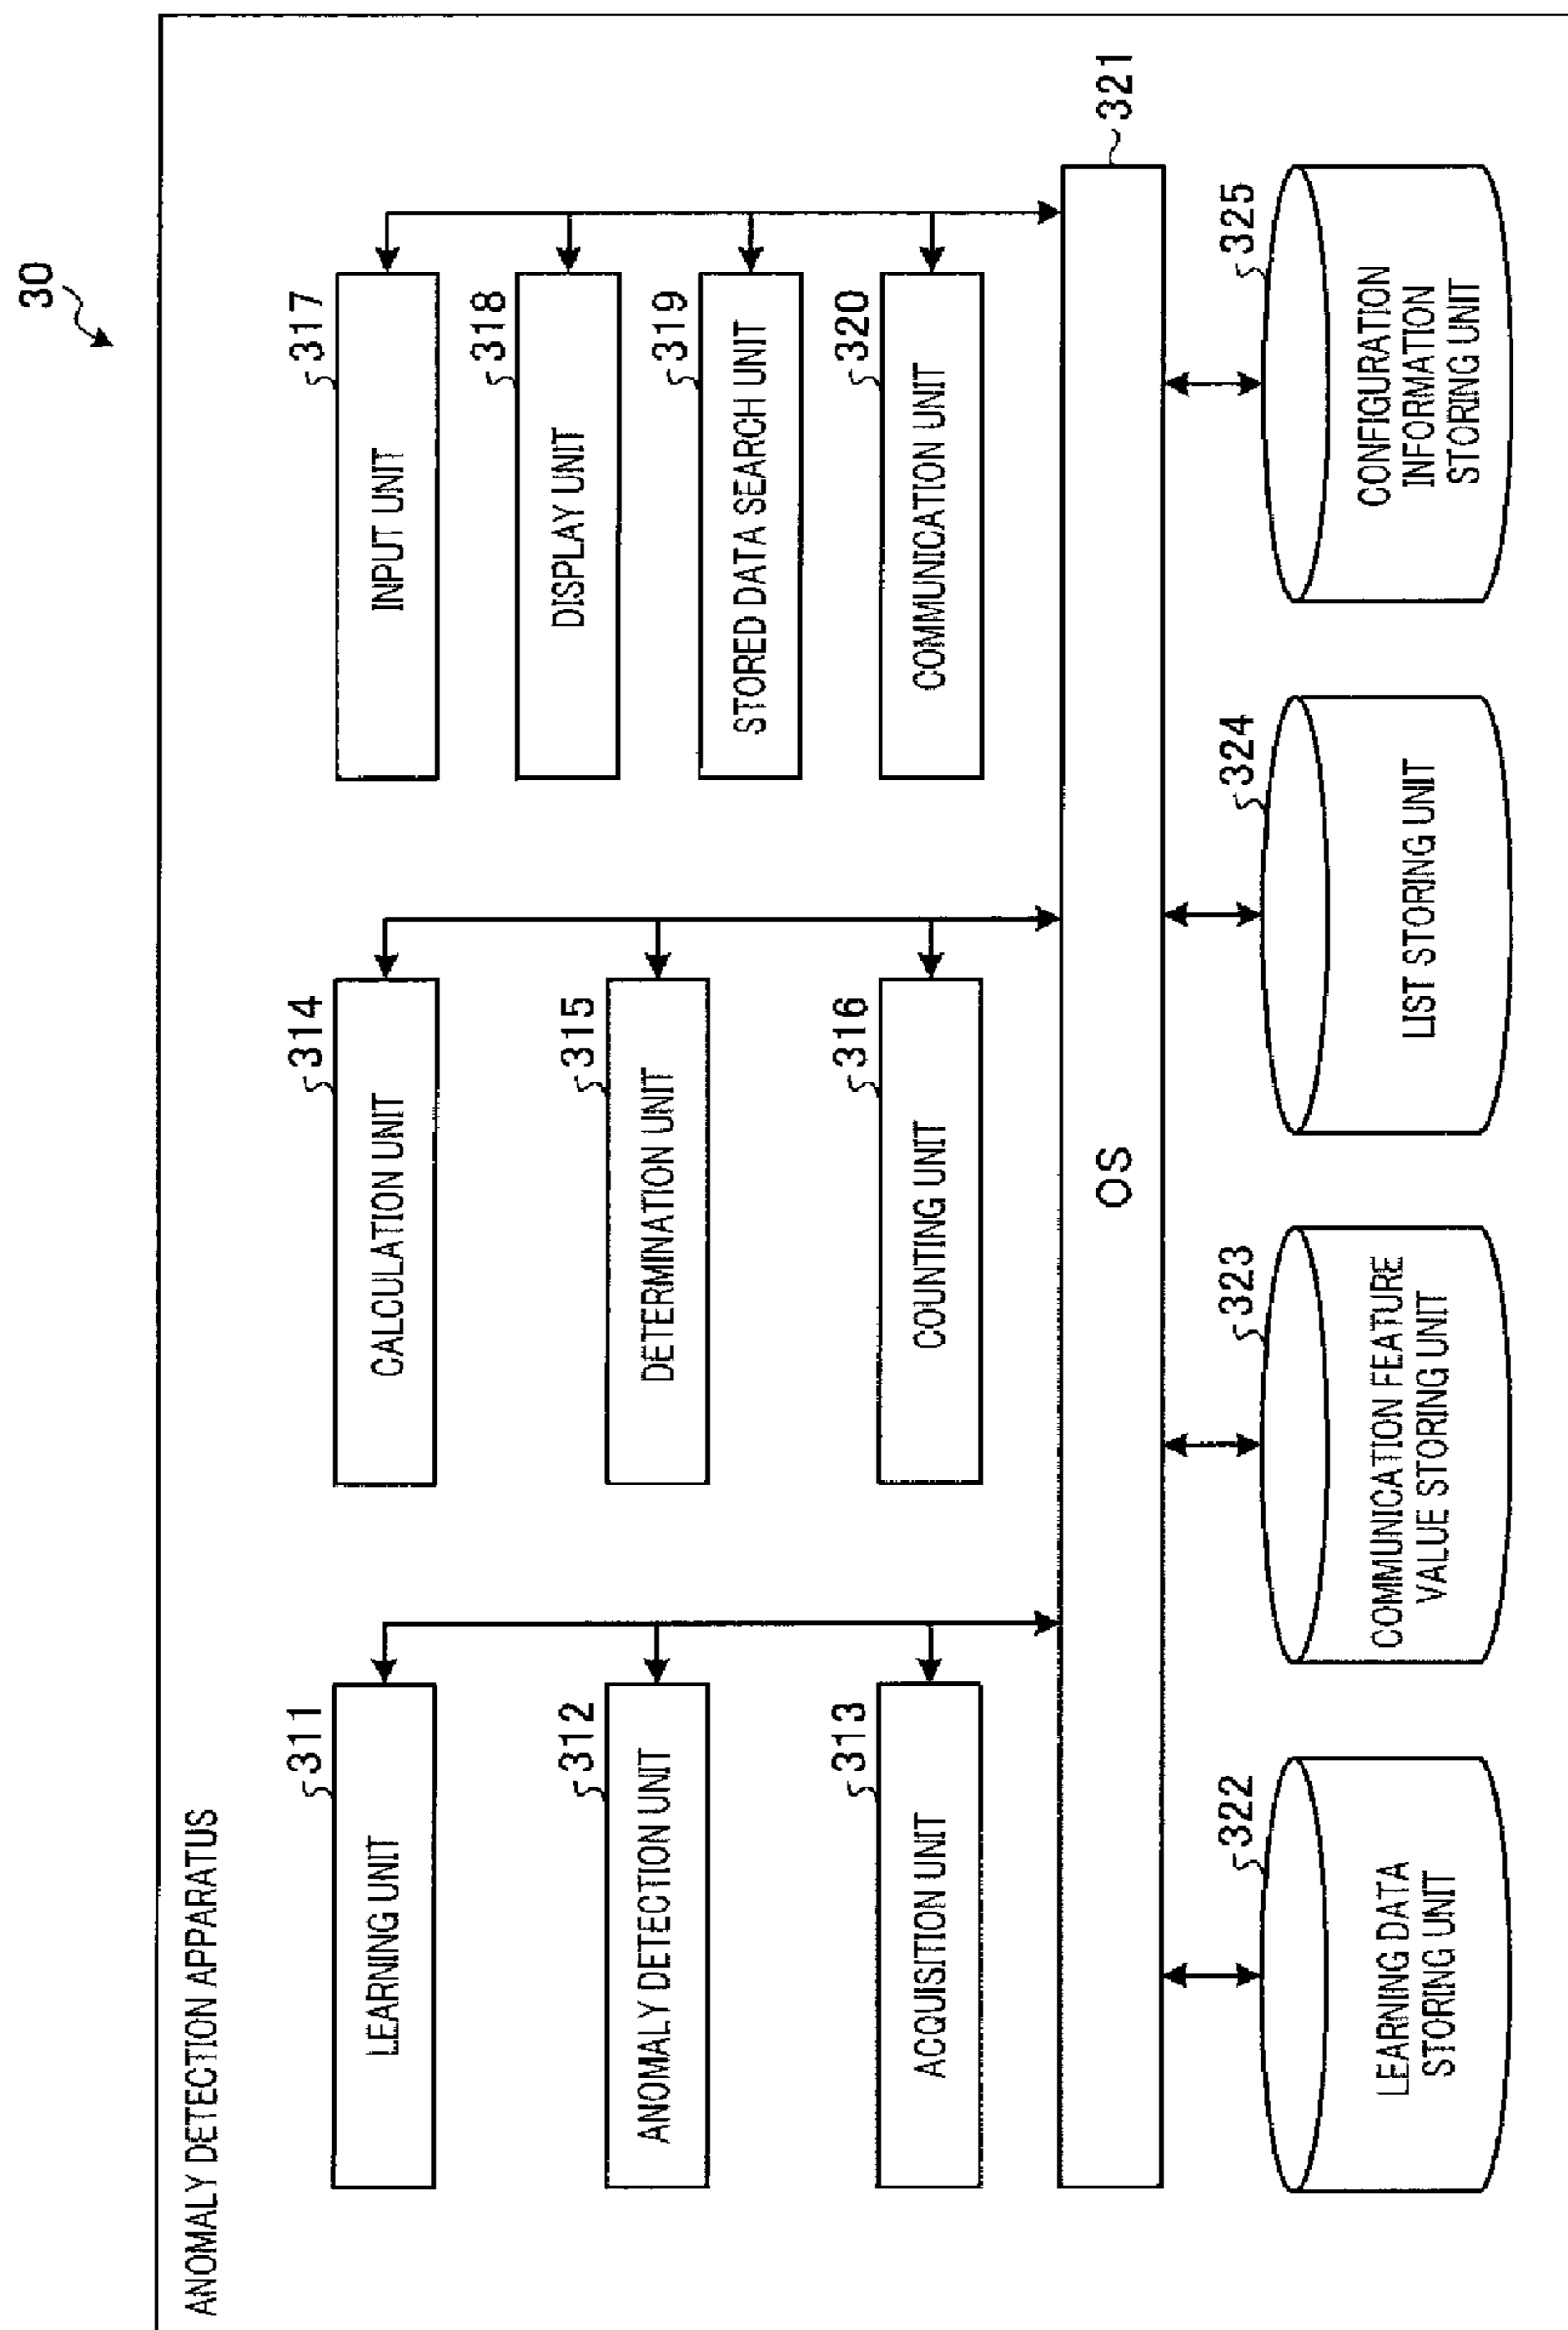 30
ANOMALY DETECTION APPARATUS
311
LEARNING UNIT
312
ANOMALY DETECTION UNIT
313
ACQUISITION UNIT
314
CALCULATION UNIT
315
DETERMINATION UNIT
316
COUNTING UNIT
317
INPUT UNIT
318
DISPLAY UNIT
319
STORED DATA SEARCH UNIT
320
COMMUNICATION UNIT
321
OS
322
LEARNING DATA
STORING UNIT
323
COMMUNICATION FEATURE
VALUE STORING UNIT
324
LIST STORING UNIT
325
CONFIGURATION
INFORMATION
STORING UNIT